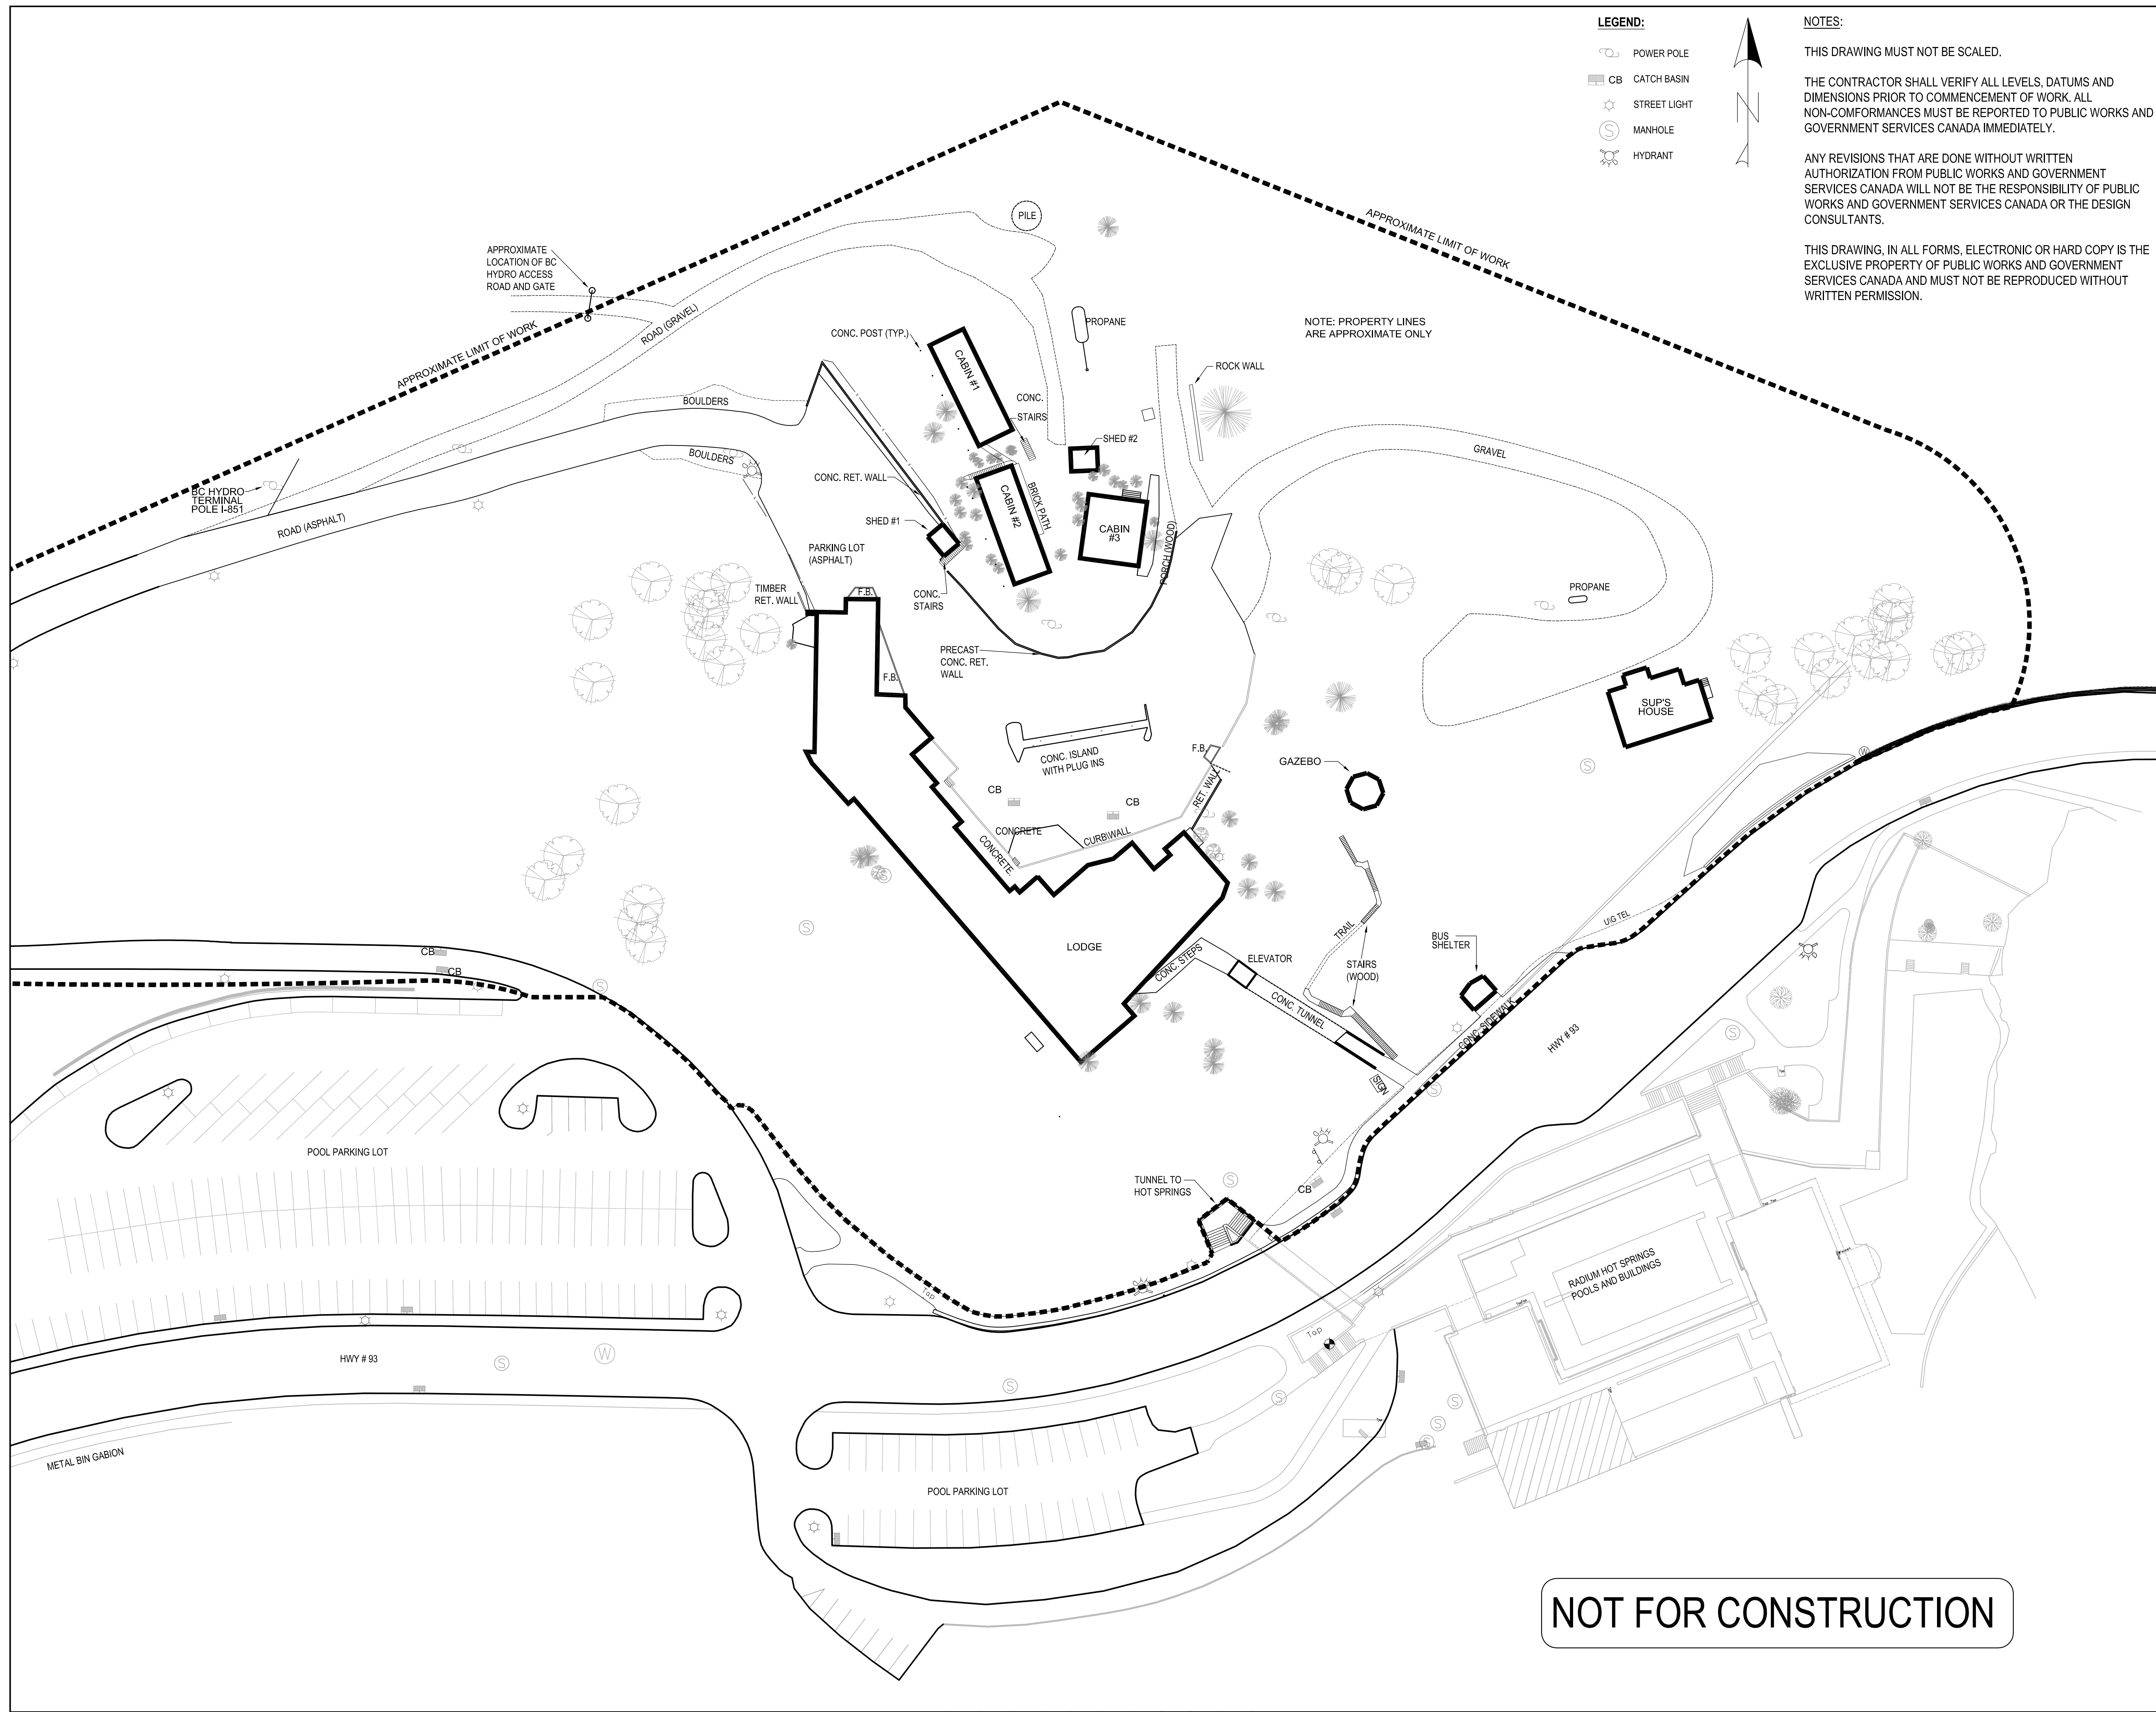 LEGEND:
POWER POLE
CB CATCH BASIN
STREET LIGHT
S MANHOLE
HYDRANT
N
NOTES:
THIS DRAWING MUST NOT BE SCALED.
THE CONTRACTOR SHALL VERIFY ALL LEVELS, DATUMS AND
DIMENSIONS PRIOR TO COMMENCEMENT OF WORK. ALL
NON-COMFORMANCES MUST BE REPORTED TO PUBLIC WORKS AND
GOVERNMENT SERVICES CANADA IMMEDIATELY.
ANY REVISIONS THAT ARE DONE WITHOUT WRITTEN
AUTHORIZATION FROM PUBLIC WORKS AND GOVERNMENT
SERVICES CANADA WILL NOT BE THE RESPONSIBILITY OF PUBLIC
WORKS AND GOVERNMENT SERVICES CANADA OR THE DESIGN
CONSULTANTS.
THIS DRAWING, IN ALL FORMS, ELECTRONIC OR HARD COPY IS THE
EXCLUSIVE PROPERTY OF PUBLIC WORKS AND GOVERNMENT
SERVICES CANADA AND MUST NOT BE REPRODUCED WITHOUT
WRITTEN PERMISSION.
PILE
APPROXIMATE LIMIT OF WORK
APPROXIMATE
LOCATION OF BC
HYDRO ACCESS
ROAD AND GATE
APPROXIMATE LIMIT OF WORK
ROAD (GRAVEL)
CONC. POST (TYP.)
CABIN #1
PROPANE
NOTE: PROPERTY LINES
ARE APPROXIMATE ONLY
ROCK WALL
BOULDERS
CONC.
STAIRS
SHED #2
BOULDERS
GRAVEL
CONC. RET. WALL
BC HYDRO
TERMINAL
POLE I-851
ROAD (ASPHALT)
CABIN #2
BRICK PATH
CABIN
#3
PORCH (WOOD)
SHED #1
PARKING LOT
(ASPHALT)
TIMBER
RET. WALL
F.B.
CONC.
STAIRS
PROPANE
PRECAST
CONC. RET.
WALL
F.B.
SUP'S
HOUSE
CONC. ISLAND
WITH PLUG INS
F.B.
GAZEBO
S
W
CB
CB
RET. WALL
CONCRETE
CURB\WALL
CONCRETE
S
S
LODGE
CONC. STEPS
ELEVATOR
TRAIL
STAIRS
(WOOD)
CONC. TUNNEL
BUS
SHELTER
U\G TEL
CB
CB
S
CONC. SIDEWALK
HWY # 93
S
SIGN
S
POOL PARKING LOT
TUNNEL TO
HOT SPRINGS
S
CB
Tap
RADIUM HOT SPRINGS
POOLS AND BUILDINGS
Tap
HWY # 93
S
W
S
S
S
S
S
METAL BIN GABION
POOL PARKING LOT
NOT FOR CONSTRUCTION